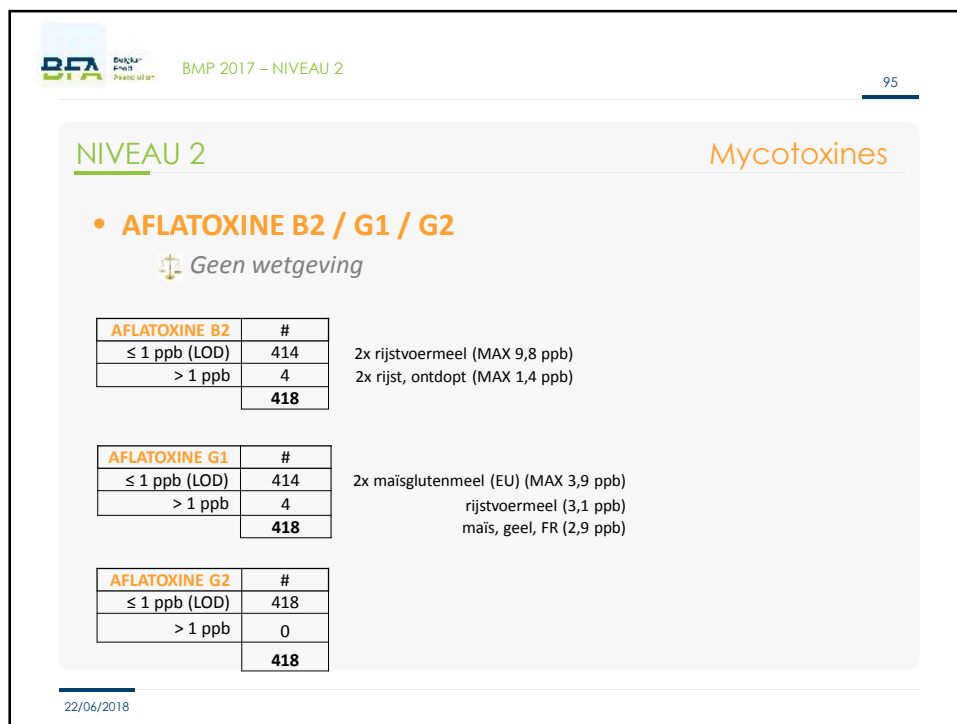 BFA Belgian Feed Association
BMP 2017 – NIVEAU 2
95
NIVEAU 2
Mycotoxines
• AFLATOXINE B2 / G1 / G2
Geen wetgeving
AFLATOXINE B2 #
≤ 1 ppb (LOD) 414 2x rijstvoermeel (MAX 9,8 ppb)
> 1 ppb 4 2x rijst, ontdopt (MAX 1,4 ppb)
418
AFLATOXINE G1 #
≤ 1 ppb (LOD) 414 2x maïsglutenmeel (EU) (MAX 3,9 ppb)
> 1 ppb 4 rijstvoermeel (3,1 ppb)
418 maïs, geel, FR (2,9 ppb)
AFLATOXINE G2 #
≤ 1 ppb (LOD) 418
> 1 ppb 0
418
22/06/2018